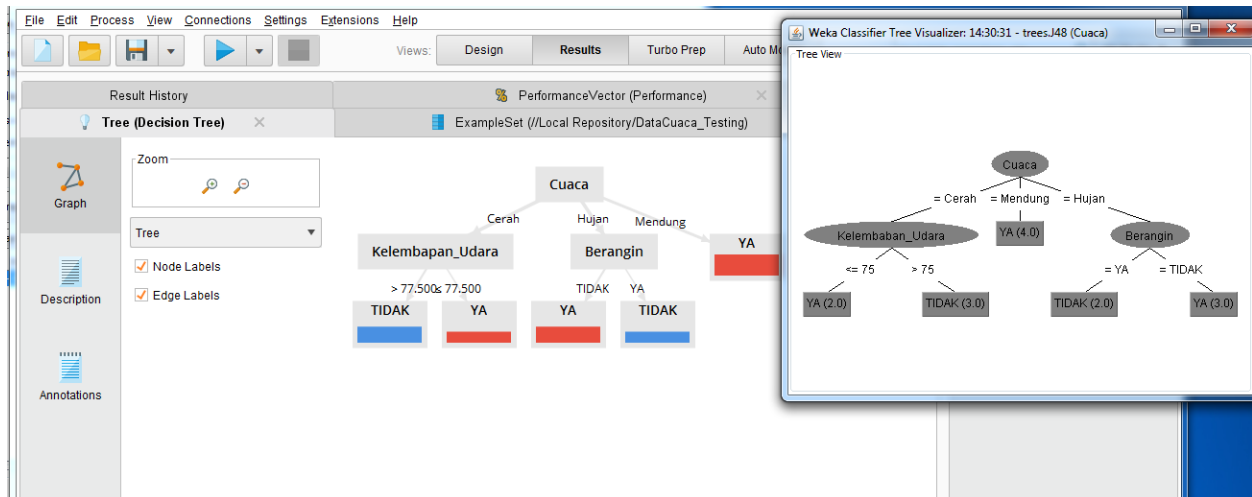 File Edit Process View Connections Settings Extensions Help
Views: Design Results Turbo Prep Auto
Result History
PerformanceVector (Performance)
Tree (Decision Tree)
ExampleSet (//Local Repository/DataCuaca_Testing)
Graph
Description
Annotations
Zoom
Tree
Node Labels
Edge Labels
Cuaca
Cerah Hujan Mendung
Kelembapan_Udara Berangin YA
> 77.500 ≤ 77.500 TIDAK YA
TIDAK YA YA TIDAK
Weka Classifier Tree Visualizer: 14:30:31 - trees.J48 (Cuaca)
Tree View
Cuaca
= Cerah = Mendung = Hujan
Kelembaban_Udara YA (4.0) Berangin
<= 75 > 75 = YA = TIDAK
YA (2.0) TIDAK (3.0) TIDAK (2.0) YA (3.0)